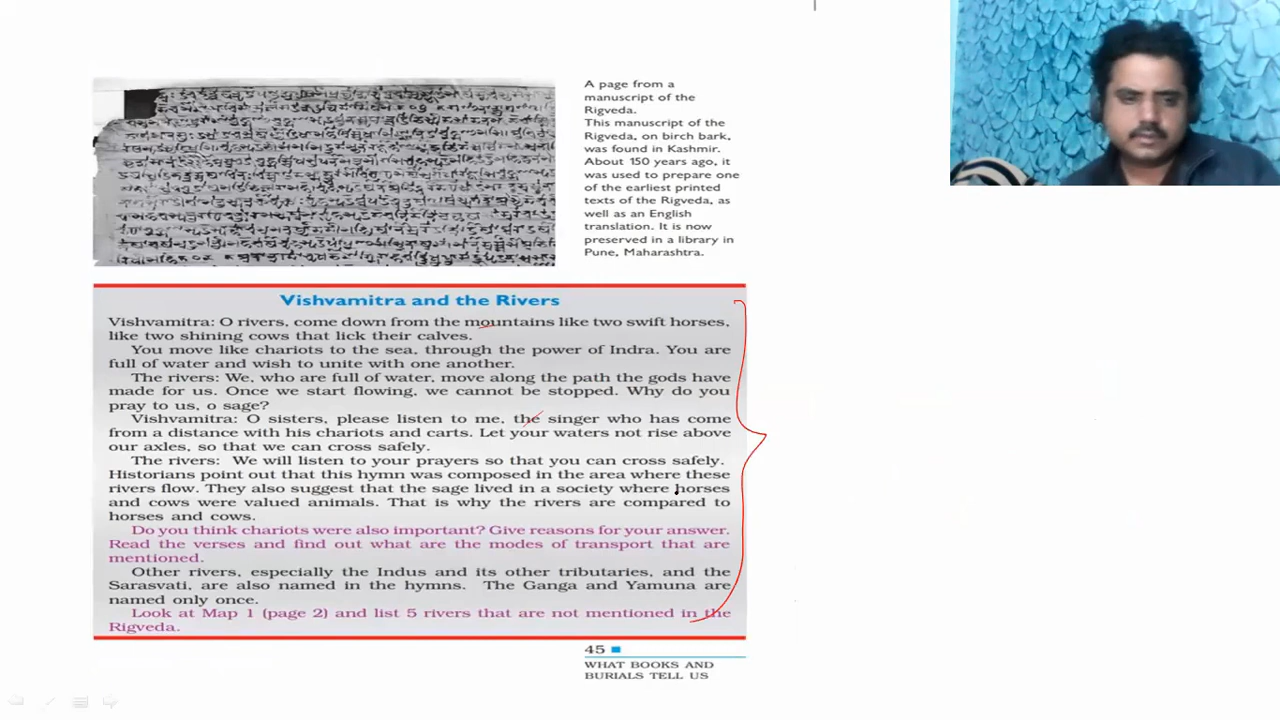 A page from a
manuscript of the
Rigveda.
This manuscript of the
Rigveda, on birch bark,
was found in Kashmir.
About 150 years ago, it
was used to prepare one
of the earliest printed
texts of the Rigveda, as
well as an English
translation. It is now
preserved in a library in
Pune, Maharashtra.
Vishvamitra and the Rivers
Vishvamitra: O rivers, come down from the mountains like two swift horses,
like two shining cows that lick their calves.
You move like chariots to the sea, through the power of Indra. You are
full of water and wish to unite with one another.
The rivers: We, who are full of water, move along the path the gods have
made for us. Once we start flowing, we cannot be stopped. Why do you
pray to us, o sage?
Vishvamitra: O sisters, please listen to me, the singer who has come
from a distance with his chariots and carts. Let your waters not rise above
our axles, so that we can cross safely.
The rivers: We will listen to your prayers so that you can cross safely.
Historians point out that this hymn was composed in the area where these
rivers flow. They also suggest that the sage lived in a society where horses
and cows were valued animals. That is why the rivers are compared to
horses and cows.
Do you think chariots were also important? Give reasons for your answer.
Read the verses and find out what are the modes of transport that are
mentioned.
Other rivers, especially the Indus and its other tributaries, and the
Sarasvati, are also named in the hymns. The Ganga and Yamuna are
named only once.
Look at Map 1 (page 2) and list 5 rivers that are not mentioned in the
Rigveda.
45
WHAT BOOKS AND
BURIALS TELL US